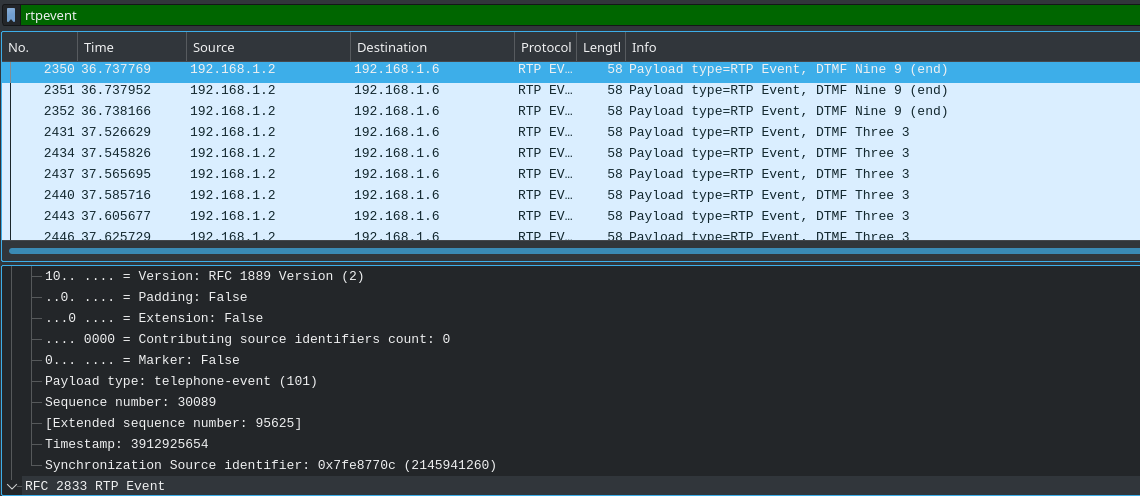 rtpevent
No. Time Source Destination Protocol Lengtl Info
2350 36.737769 192.168.1.2 192.168.1.6 RTP EV… 58 Payload type=RTP Event, DTMF Nine 9 (end)
2351 36.737952 192.168.1.2 192.168.1.6 RTP EV… 58 Payload type=RTP Event, DTMF Nine 9 (end)
2352 36.738166 192.168.1.2 192.168.1.6 RTP EV… 58 Payload type=RTP Event, DTMF Nine 9 (end)
2431 37.526629 192.168.1.2 192.168.1.6 RTP EV… 58 Payload type=RTP Event, DTMF Three 3
2434 37.545826 192.168.1.2 192.168.1.6 RTP EV… 58 Payload type=RTP Event, DTMF Three 3
2437 37.565695 192.168.1.2 192.168.1.6 RTP EV… 58 Payload type=RTP Event, DTMF Three 3
2440 37.585716 192.168.1.2 192.168.1.6 RTP EV… 58 Payload type=RTP Event, DTMF Three 3
2443 37.605677 192.168.1.2 192.168.1.6 RTP EV… 58 Payload type=RTP Event, DTMF Three 3
2446 37.625729 192.168.1.2 192.168.1.6 RTP EV… 58 Payload type=RTP Event, DTMF Three 3
10.. .... = Version: RFC 1889 Version (2)
..0. .... = Padding: False
...0 .... = Extension: False
.... 0000 = Contributing source identifiers count: 0
0... .... = Marker: False
Payload type: telephone-event (101)
Sequence number: 30089
[Extended sequence number: 95625]
Timestamp: 3912925654
Synchronization Source identifier: 0x7fe8770c (2145941260)
RFC 2833 RTP Event